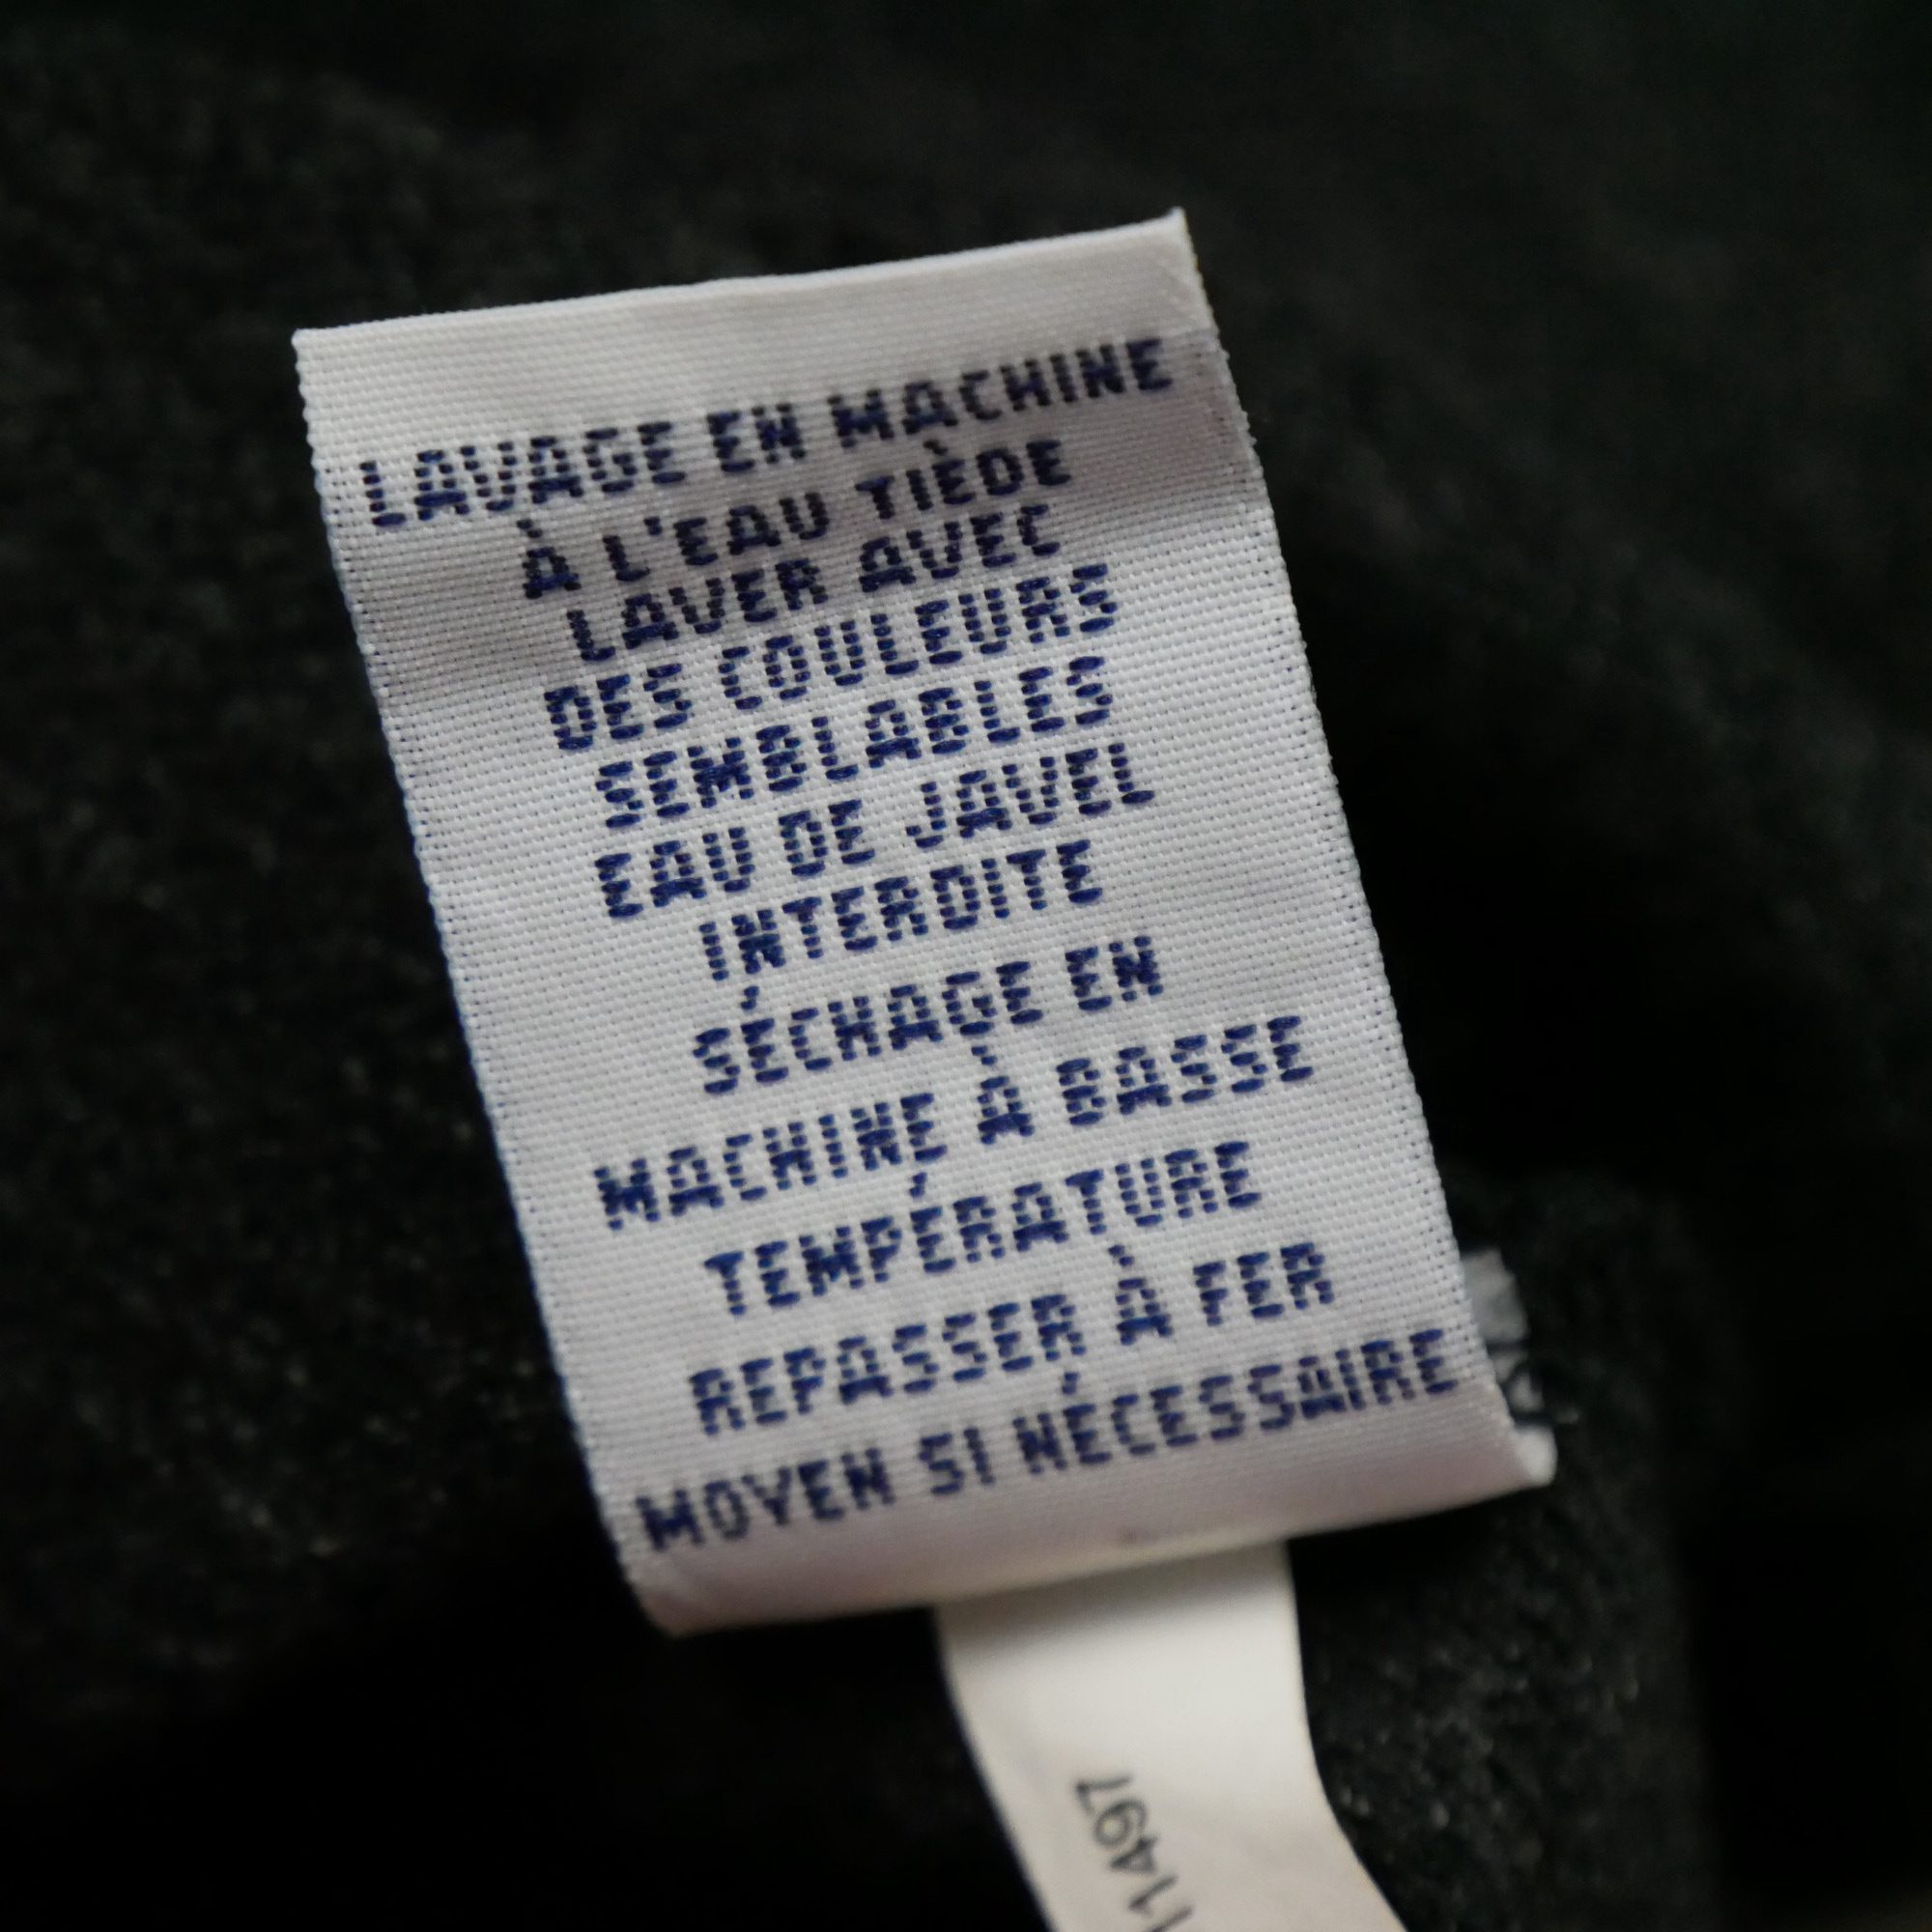 LAVAGE EN MACHINE
À L'EAU TIÈDE
LAVER AVEC
DES COULEURS
SEMBLABLES
EAU DE JAVEL
INTERDITE
SÉCHAGE EN
MACHINE À BASSE
TEMPÉRATURE
REPASSER À FER
MOYEN SI NÉCESSAIRE
11497